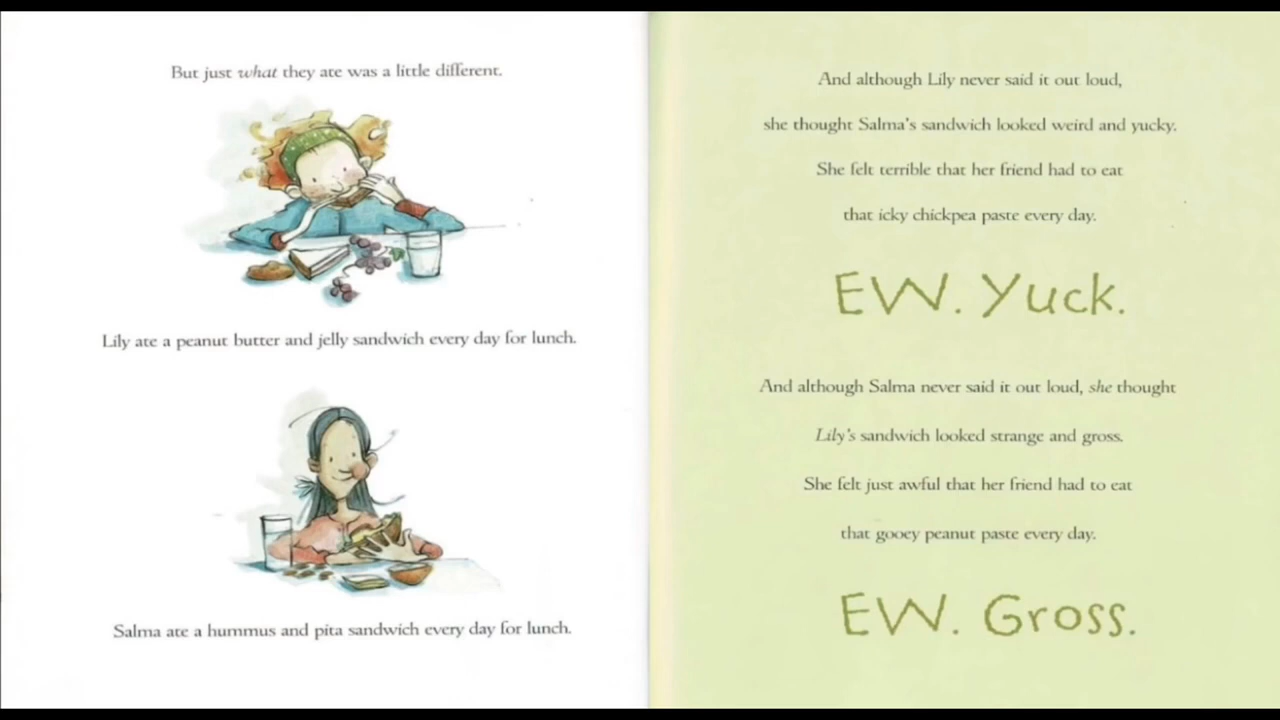 But just what they ate was a little different.
Lily ate a peanut butter and jelly sandwich every day for lunch.
Salma ate a hummus and pita sandwich every day for lunch.
And although Lily never said it out loud,
she thought Salma's sandwich looked weird and yucky.
She felt terrible that her friend had to eat
that icky chickpea paste every day.
EW. Yuck.
And although Salma never said it out loud, she thought
Lily's sandwich looked strange and gross.
She felt just awful that her friend had to eat
that gooey peanut paste every day.
EW. Gross.